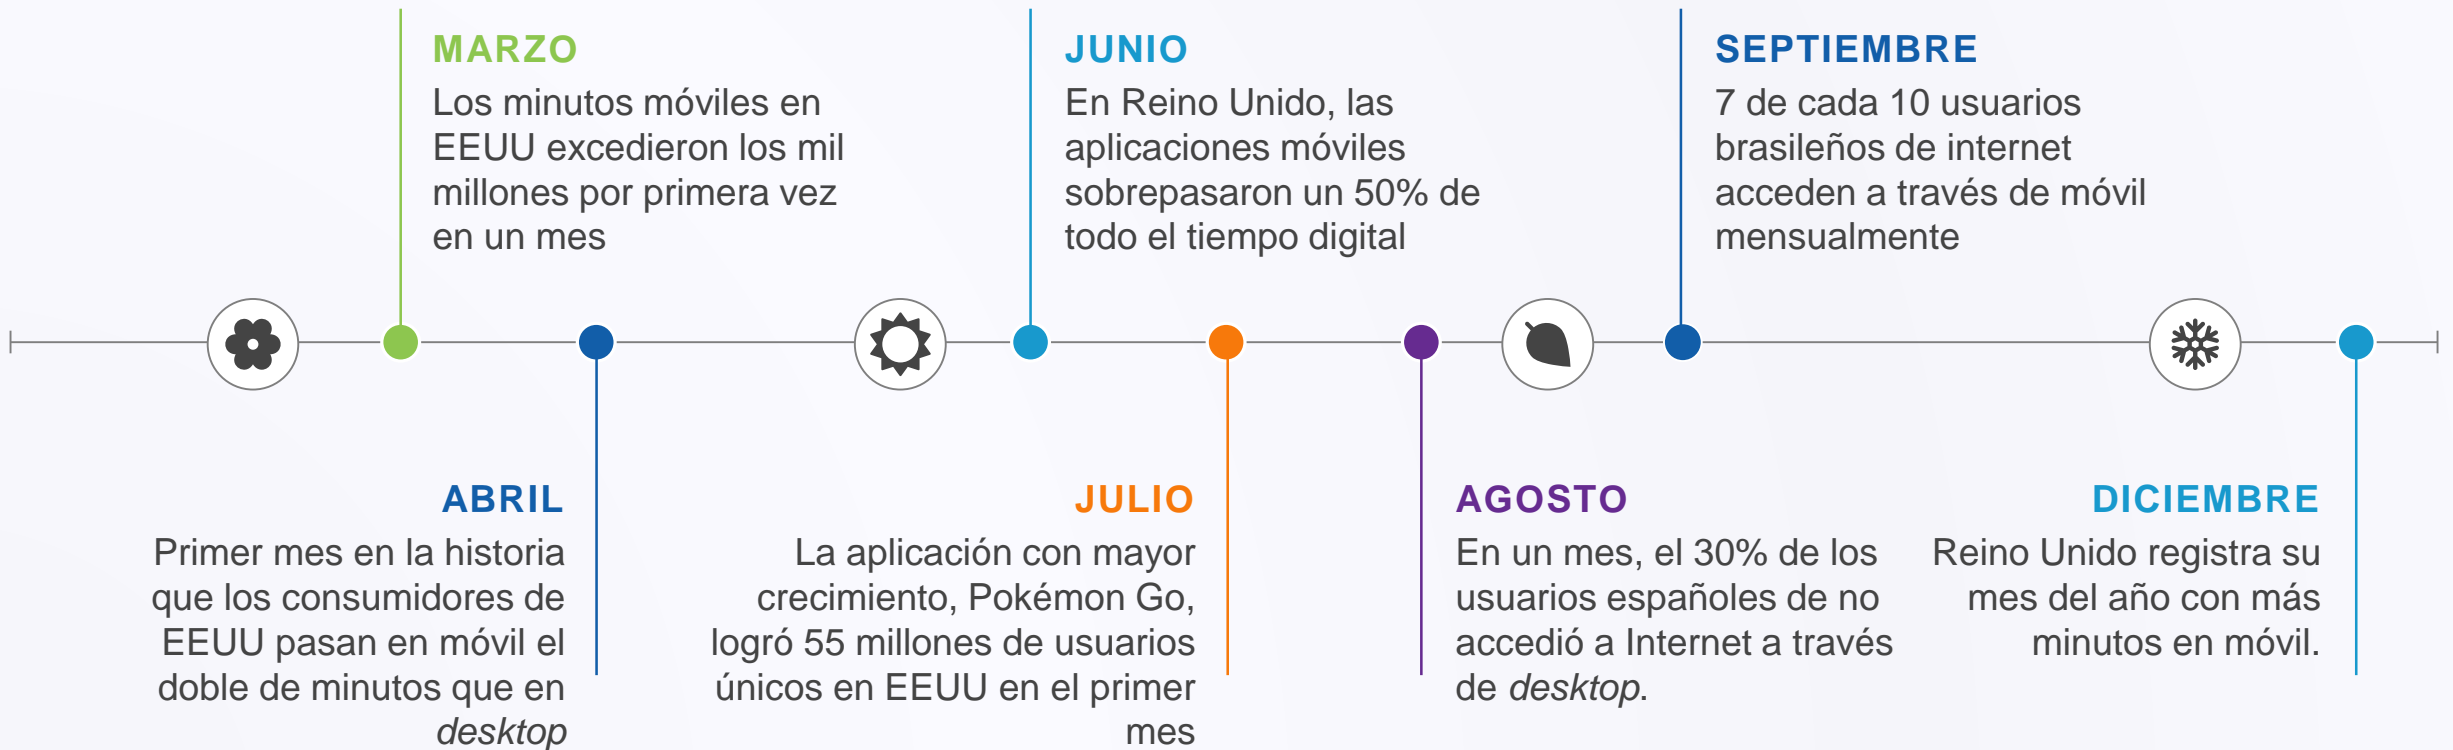 MARZO
Los minutos móviles en
EEUU excedieron los mil
millones por primera vez
en un mes
JUNIO
En Reino Unido, las
aplicaciones móviles
sobrepasaron un 50% de
todo el tiempo digital
SEPTIEMBRE
7 de cada 10 usuarios
brasileños de internet
acceden a través de móvil
mensualmente
ABRIL
Primer mes en la historia
que los consumidores de
EEUU pasan en móvil el
doble de minutos que en
desktop
JULIO
La aplicación con mayor
crecimiento, Pokémon Go,
logró 55 millones de usuarios
únicos en EEUU en el primer
mes
AGOSTO
En un mes, el 30% de los
usuarios españoles de no
accedió a Internet a través
de desktop.
DICIEMBRE
Reino Unido registra su
mes del año con más
minutos en móvil.